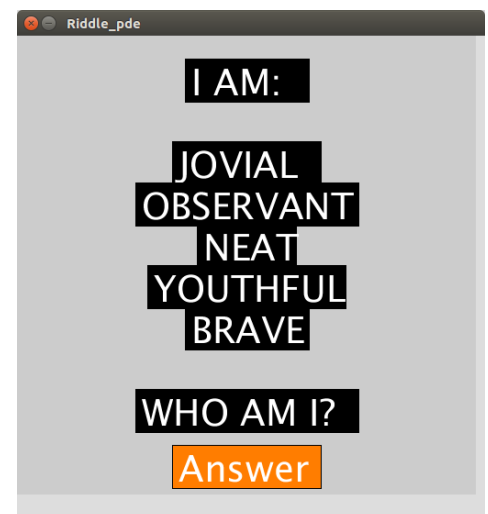 Riddle_pde
I AM:
JOVIAL
OBSERVANT
NEAT
YOUTHFUL
BRAVE
WHO AM I?
Answer